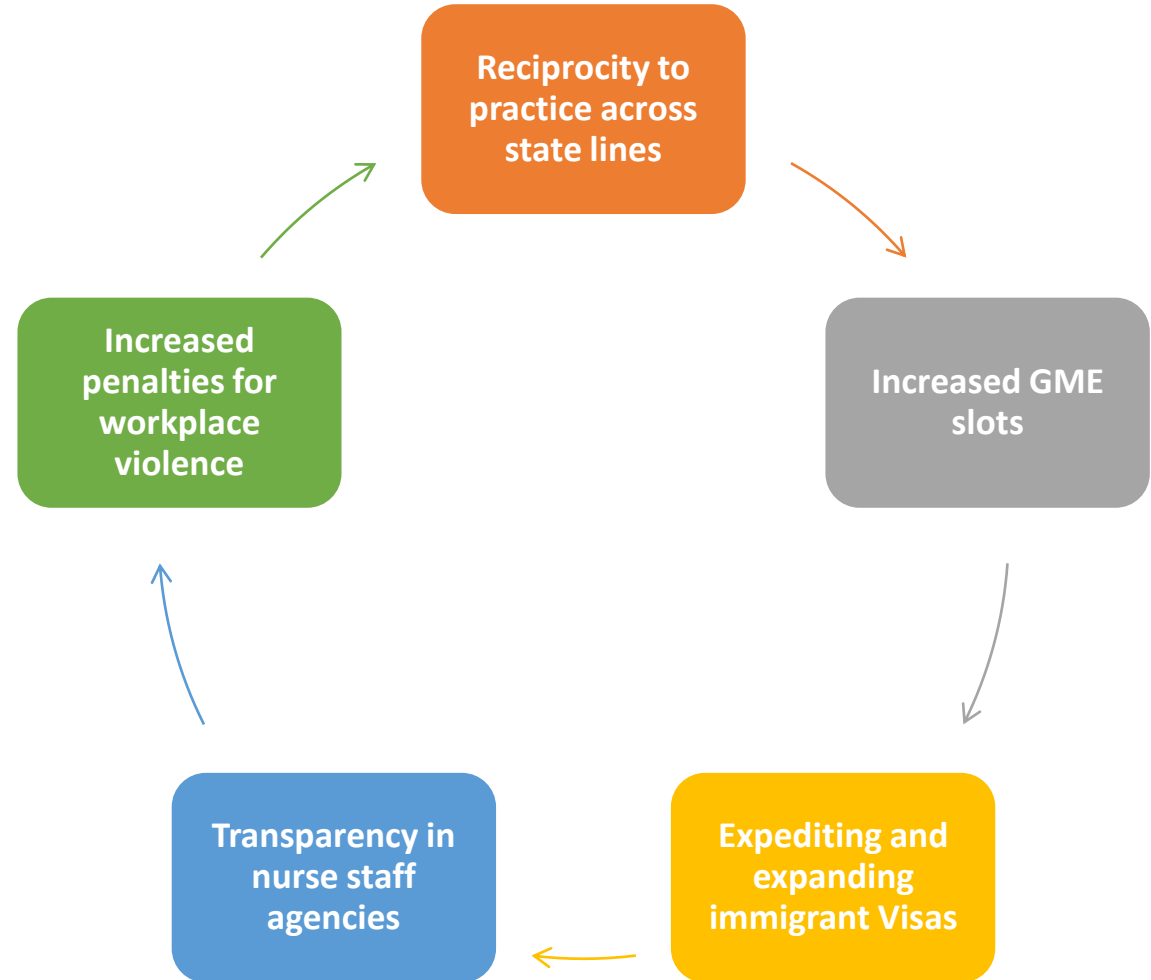 Reciprocity to
practice across
state lines
Increased GME
slots
Expediting and
expanding
immigrant Visas
Transparency in
nurse staff
agencies
Increased
penalties for
workplace
violence